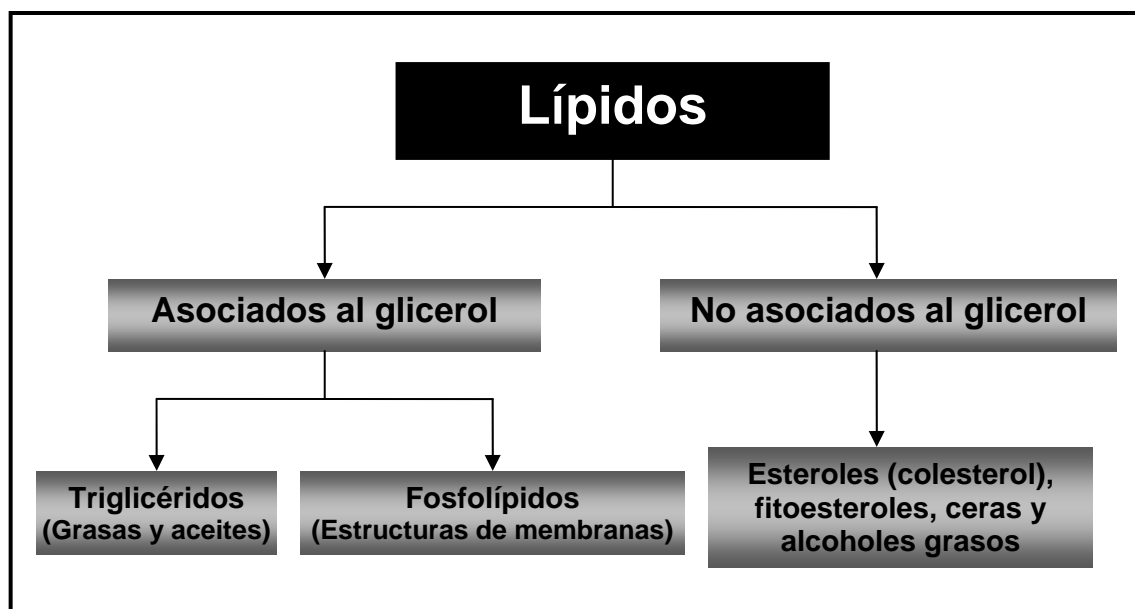 Lípidos
Asociados al glicerol
No asociados al glicerol
Triglicéridos
(Grasas y aceites)
Fosfolípidos
(Estructuras de membranas)
Esteroles (colesterol),
fitoesteroles, ceras y
alcoholes grasos